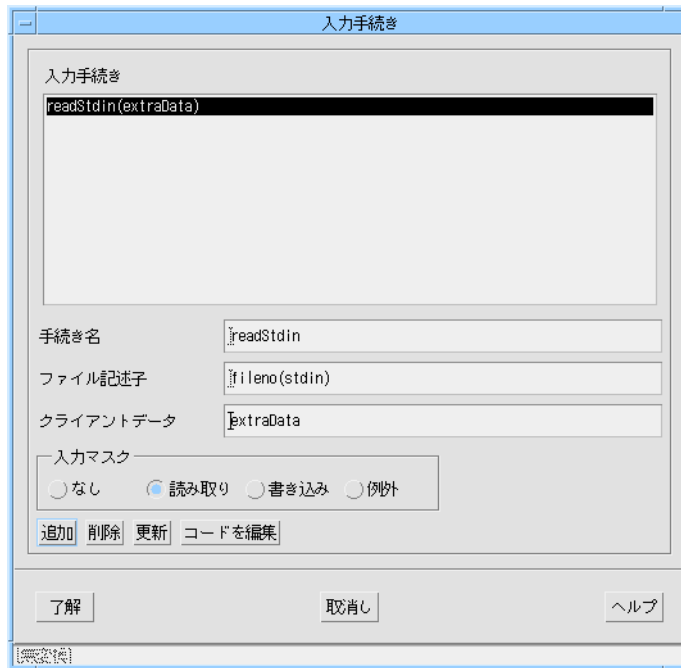 入力手続き
入力手続き
readStdin(extraData)
手続き名 readStdin
ファイル記述子 fileno(stdin)
クライアントデータ extraData
入力マスク
なし 読み取り 書き込み 例外
追加 削除 更新 コードを編集
了解 取消し ヘルプ
[無変換]